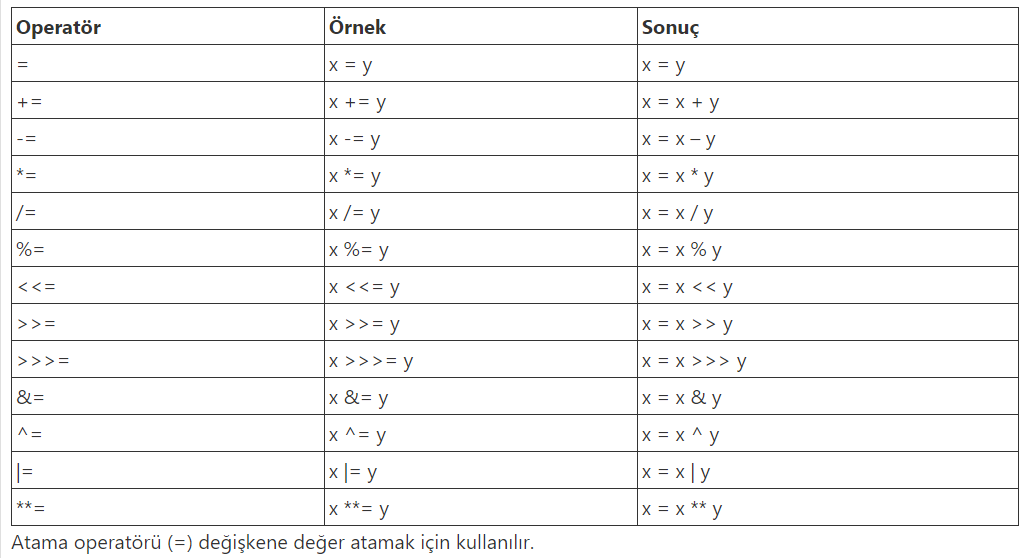 Operatör Örnek Sonuç
= x = y x = y
+= x += y x = x + y
-= x -= y x = x – y
*= x *= y x = x * y
/= x /= y x = x / y
%= x %= y x = x % y
<<= x <<= y x = x << y
>>= x >>= y x = x >> y
>>>= x >>>= y x = x >>> y
&= x &= y x = x & y
^= x ^= y x = x ^ y
|= x |= y x = x | y
**= x **= y x = x ** y
Atama operatörü (=) değişkene değer atamak için kullanılır.